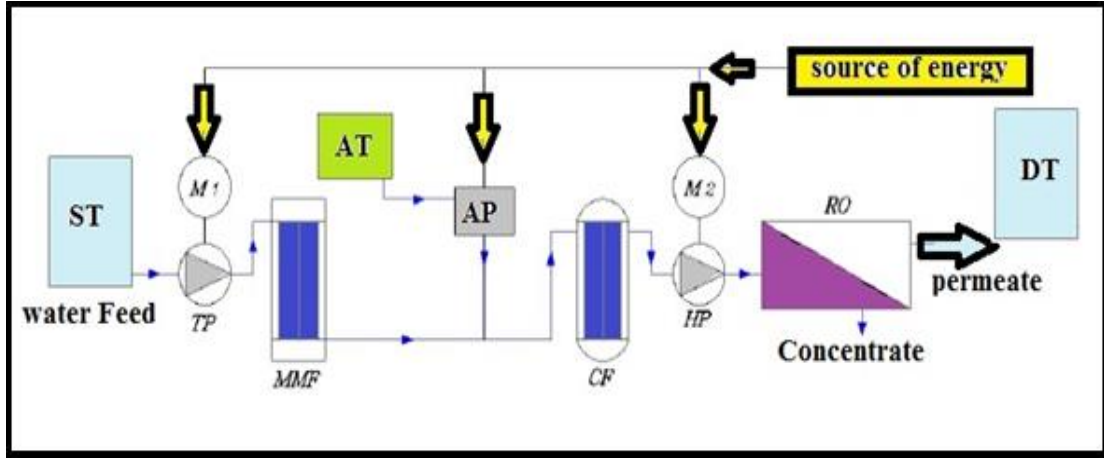 source of energy
AT
DT
M 1
M 2
ST
AP
RO
permeate
water Feed
TP
HP
Concentrate
MMF
CF